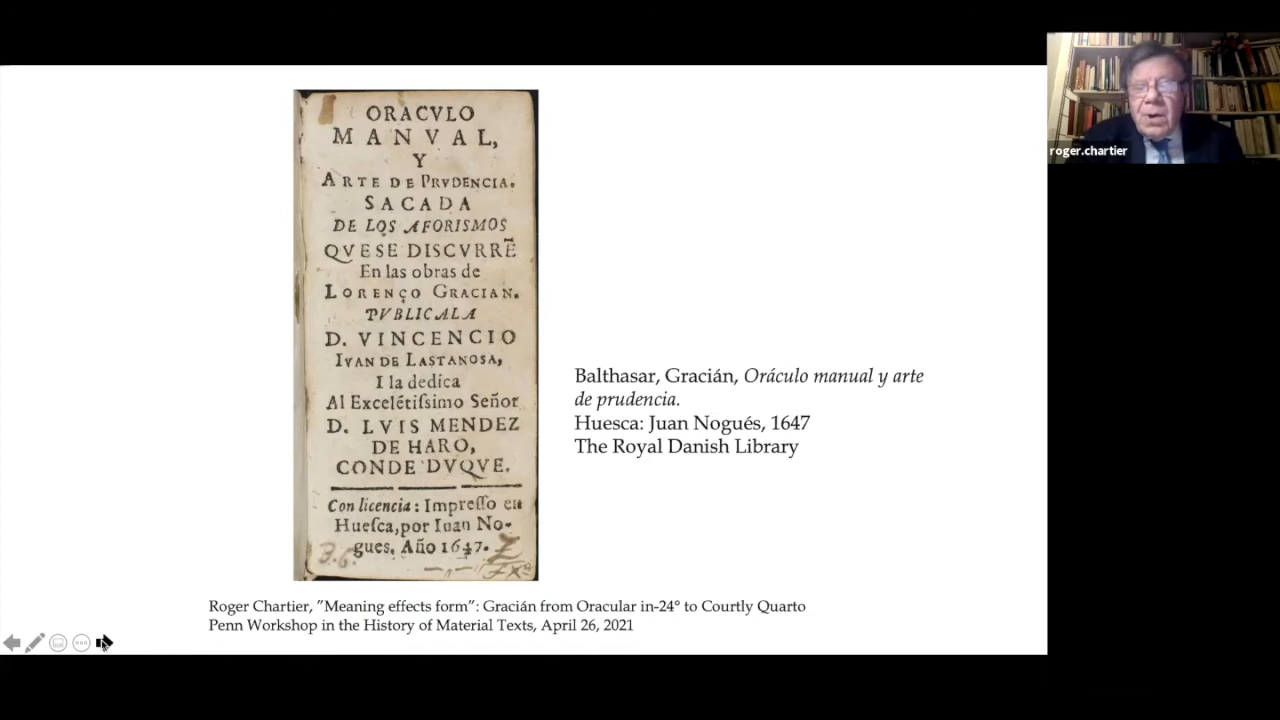 ORACVLO
MANVAL,
Y
ARTE DE PRVDENCIA.
SACADA
DE LOS AFORISMOS
QVESE DISCVRRĒ
En las obras de
LORENÇO GRACIAN.
PVBLICALA
D. VINCENCIO
IVAN DE LASTANOSA,
I la dedica
Al Excelétiſsimo Señor
D. LVIS MENDEZ
DE HARO,
CONDE DVQVE.
Con licencia: Impreſſo en
Hueſca, por Iuan No-
gues, Año 1647.
3.6.
Balthasar, Gracián, Oráculo manual y arte
de prudencia.
Huesca: Juan Nogués, 1647
The Royal Danish Library
Roger Chartier, ”Meaning effects form”: Gracián from Oracular in-24° to Courtly Quarto
Penn Workshop in the History of Material Texts, April 26, 2021
roger.chartier